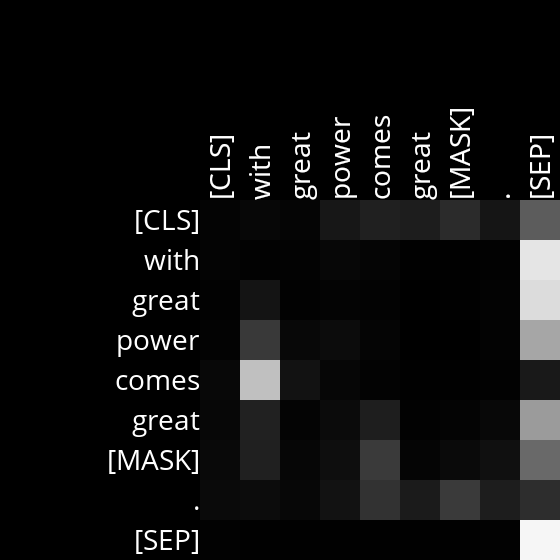 [CLS] with great power comes great [MASK] . [SEP]
[CLS]
with
great
power
comes
great
[MASK]
.
[SEP]